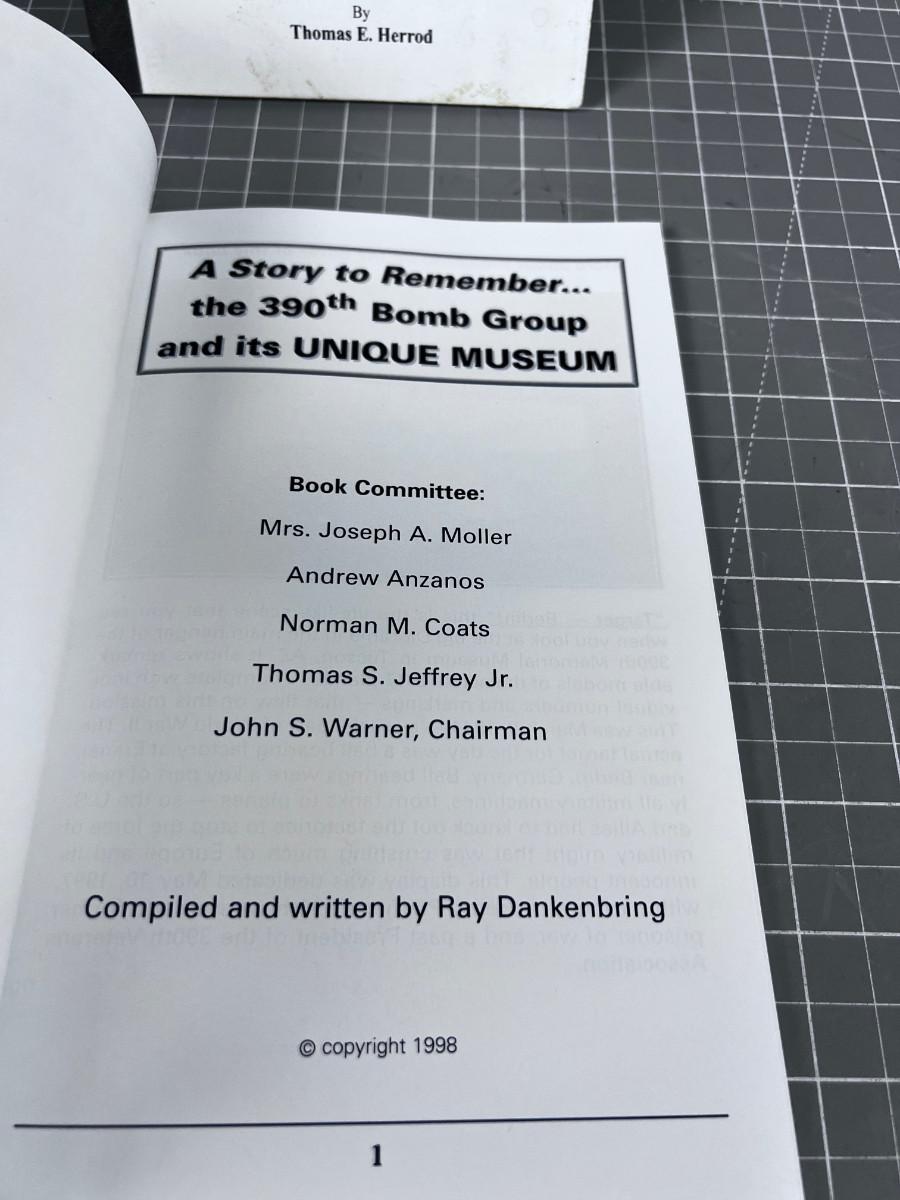 By
Thomas E. Herrod
A Story to Remember...
the 390th Bomb Group
and its UNIQUE MUSEUM
Book Committee:
Mrs. Joseph A. Moller
Andrew Anzanos
Norman M. Coats
Thomas S. Jeffrey Jr.
John S. Warner, Chairman
Compiled and written by Ray Dankenbring
© copyright 1998
1